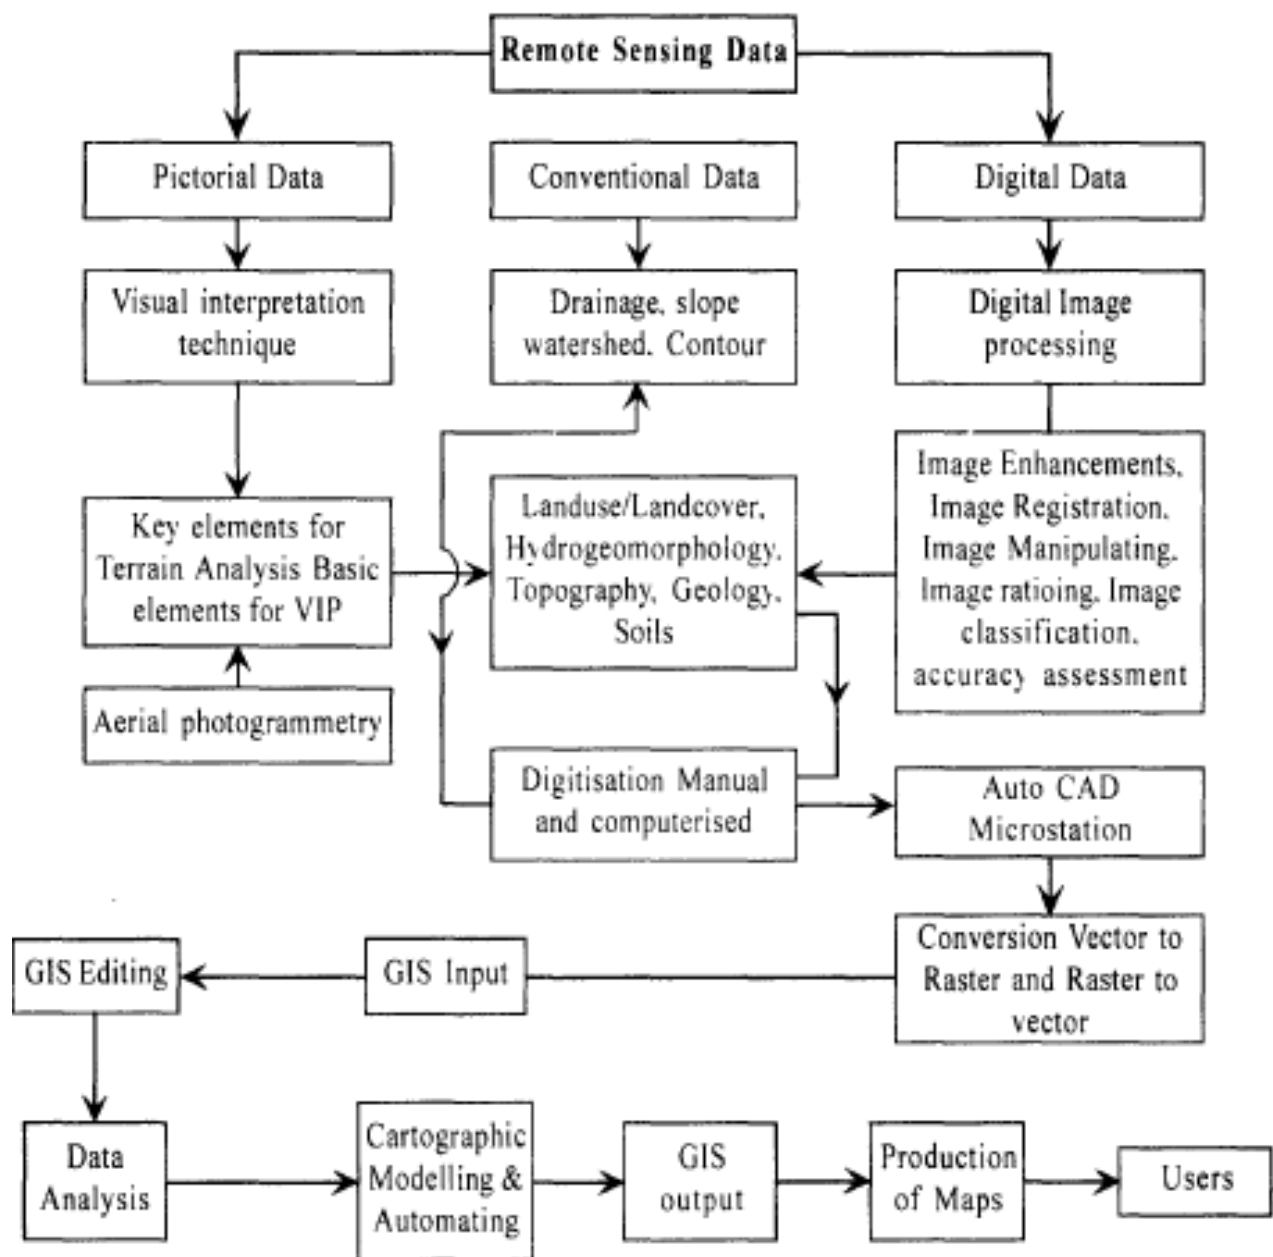 Remote Sensing Data
Pictorial Data
Conventional Data
Digital Data
Visual interpretation
technique
Drainage, slope
watershed. Contour
Digital Image
processing
Key elements for
Terrain Analysis Basic
elements for VIP
Landuse/Landcover,
Hydrogeomorphology,
Topography, Geology,
Soils
Image Enhancements,
Image Registration,
Image Manipulating,
Image ratioing, Image
classification,
accuracy assessment
Aerial photogrammetry
Digitisation Manual
and computerised
Auto CAD
Microstation
GIS Editing
GIS Input
Conversion Vector to
Raster and Raster to
vector
Data
Analysis
Cartographic
Modelling &
Automating
GIS
output
Production
of Maps
Users